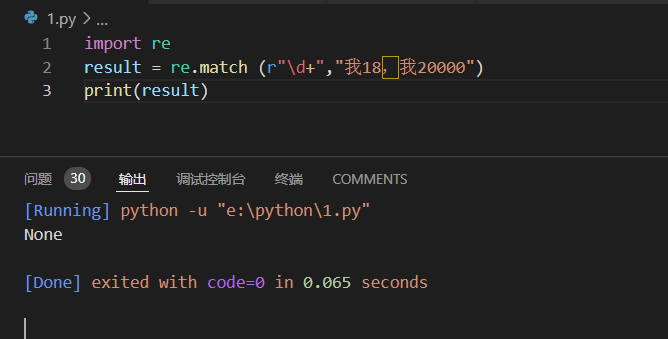 1.py > ...
1 import re
2 result = re.match (r"\d+","我18，我20000")
3 print(result)
问题 30 输出 调试控制台 终端 COMMENTS
[Running] python -u "e:\python\1.py"
None
[Done] exited with code=0 in 0.065 seconds